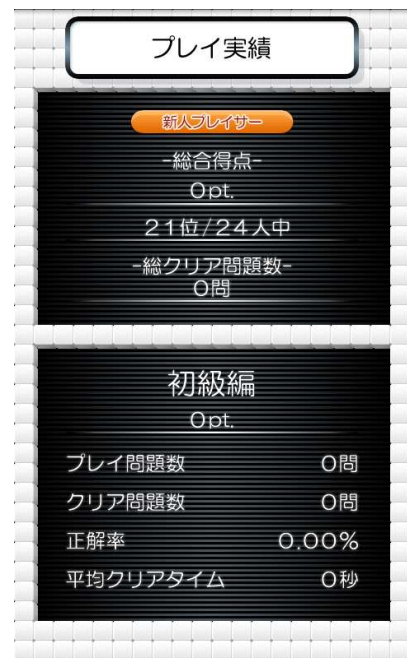 プレイ実績
新人プレイサー
-総合得点-
0pt.
21位/24人中
-総クリア問題数-
0問
初級編
0pt.
プレイ問題数 0問
クリア問題数 0問
正解率 0.00%
平均クリアタイム 0秒